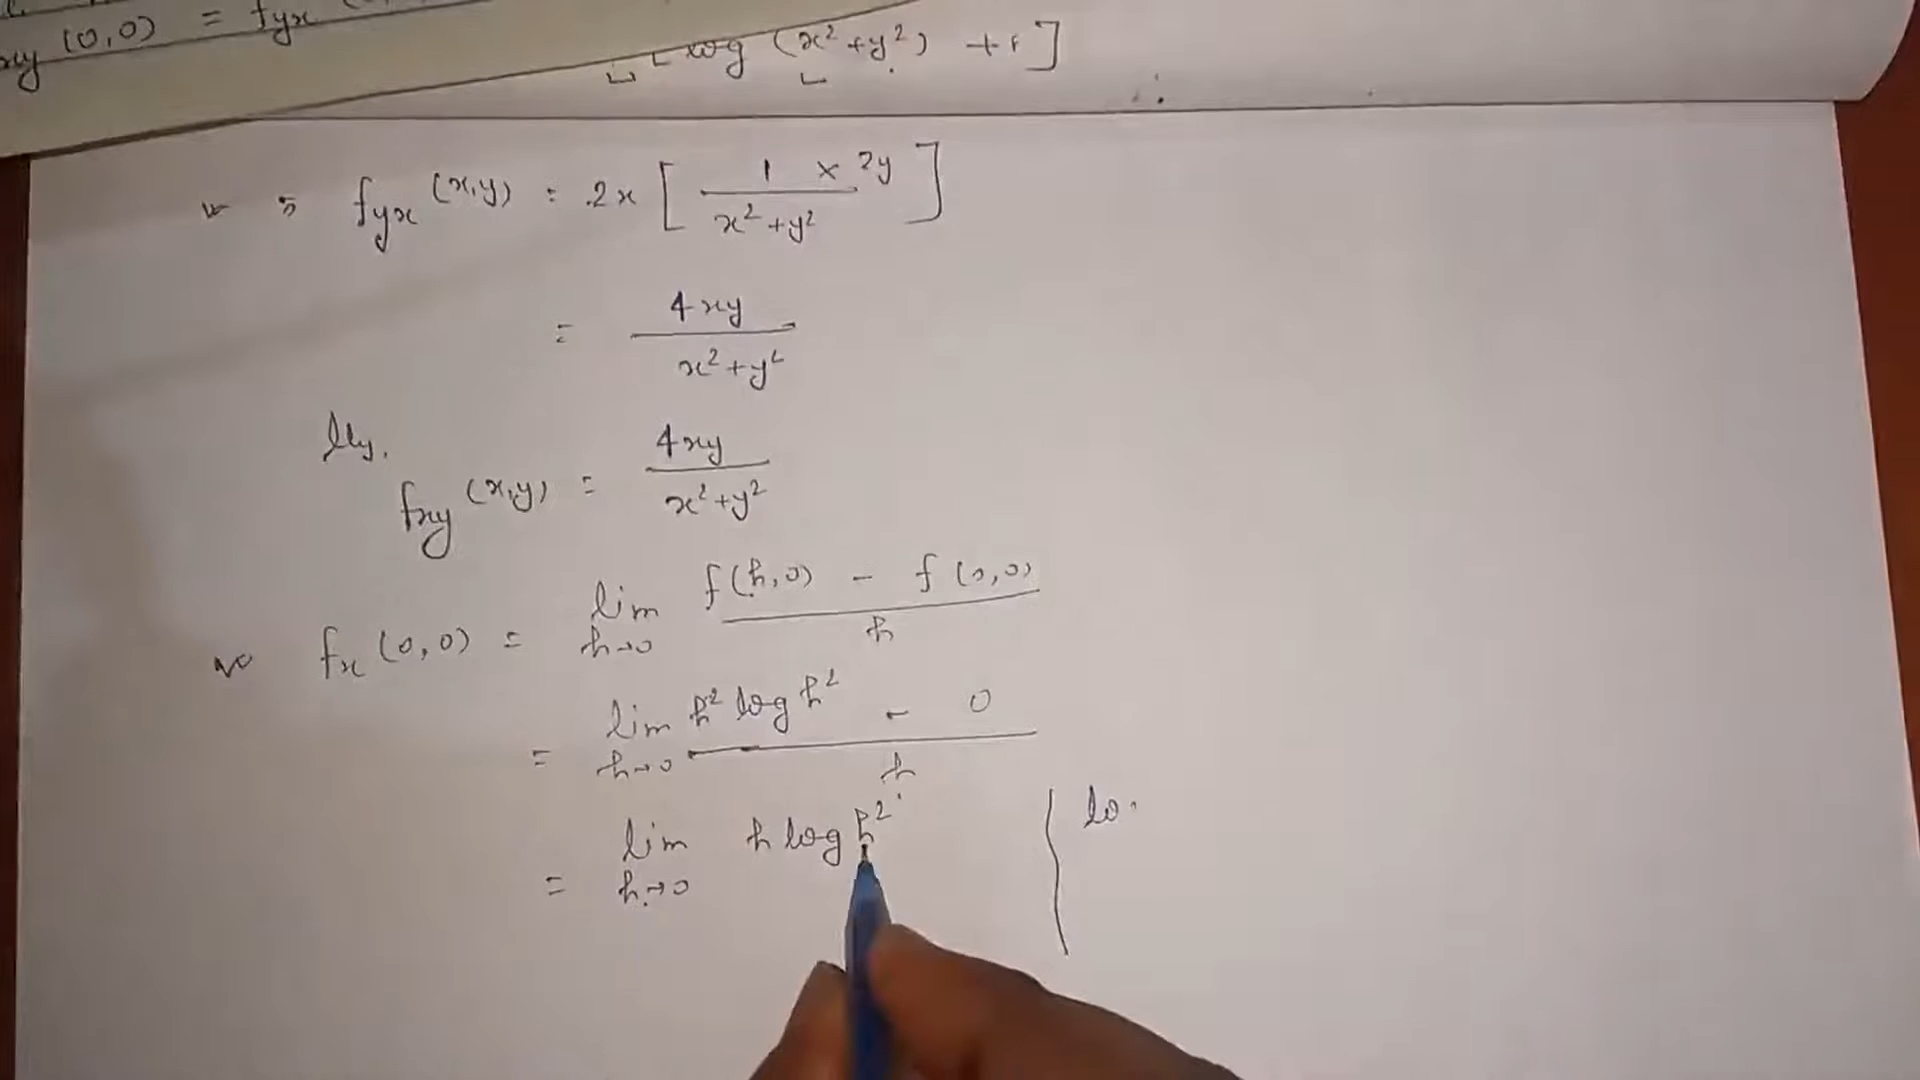 xy (0,0) = fyx
log (x²+y²) + 1 ]
fyx (x,y) = 2x [ 1 × 2y / x²+y² ]
= 4xy / x²+y²
lly,
fxy (x,y) = 4xy / x²+y²
fx (0,0) = lim h→0 f(h,0) - f(0,0) / h
= lim h→0 h² log h² - 0 / h
= lim h→0 h log h² lo